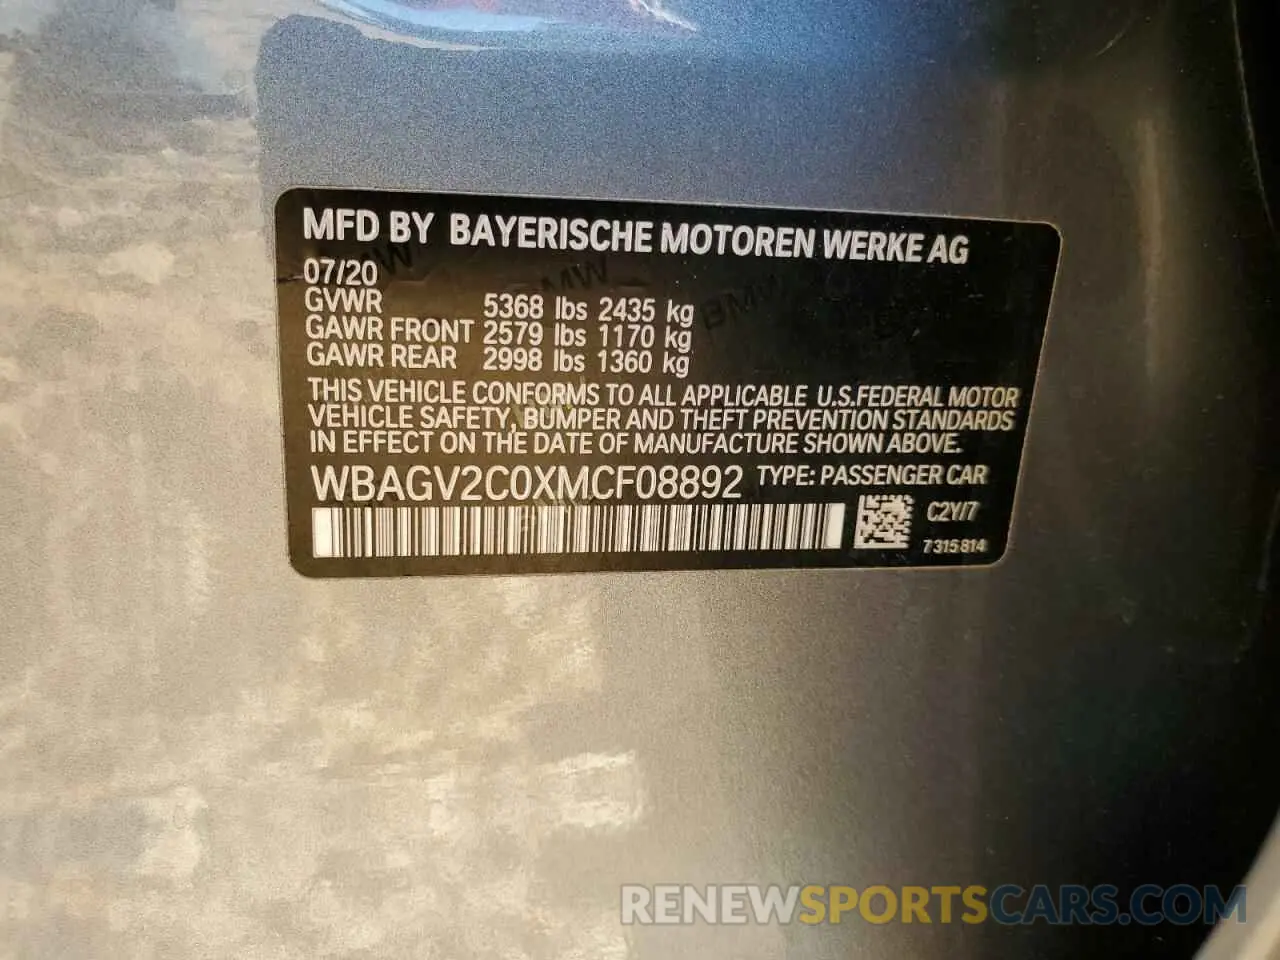 MFD BY BAYERISCHE MOTOREN WERKE AG
07/20
GVWR 5368 lbs 2435 kg
GAWR FRONT 2579 lbs 1170 kg
GAWR REAR 2998 lbs 1360 kg
THIS VEHICLE CONFORMS TO ALL APPLICABLE U.S.FEDERAL MOTOR
VEHICLE SAFETY, BUMPER AND THEFT PREVENTION STANDARDS
IN EFFECT ON THE DATE OF MANUFACTURE SHOWN ABOVE.
WBAGV2C0XMCF08892 TYPE: PASSENGER CAR
C2Y/7
7315814
RENEWSPORTSCARS.COM